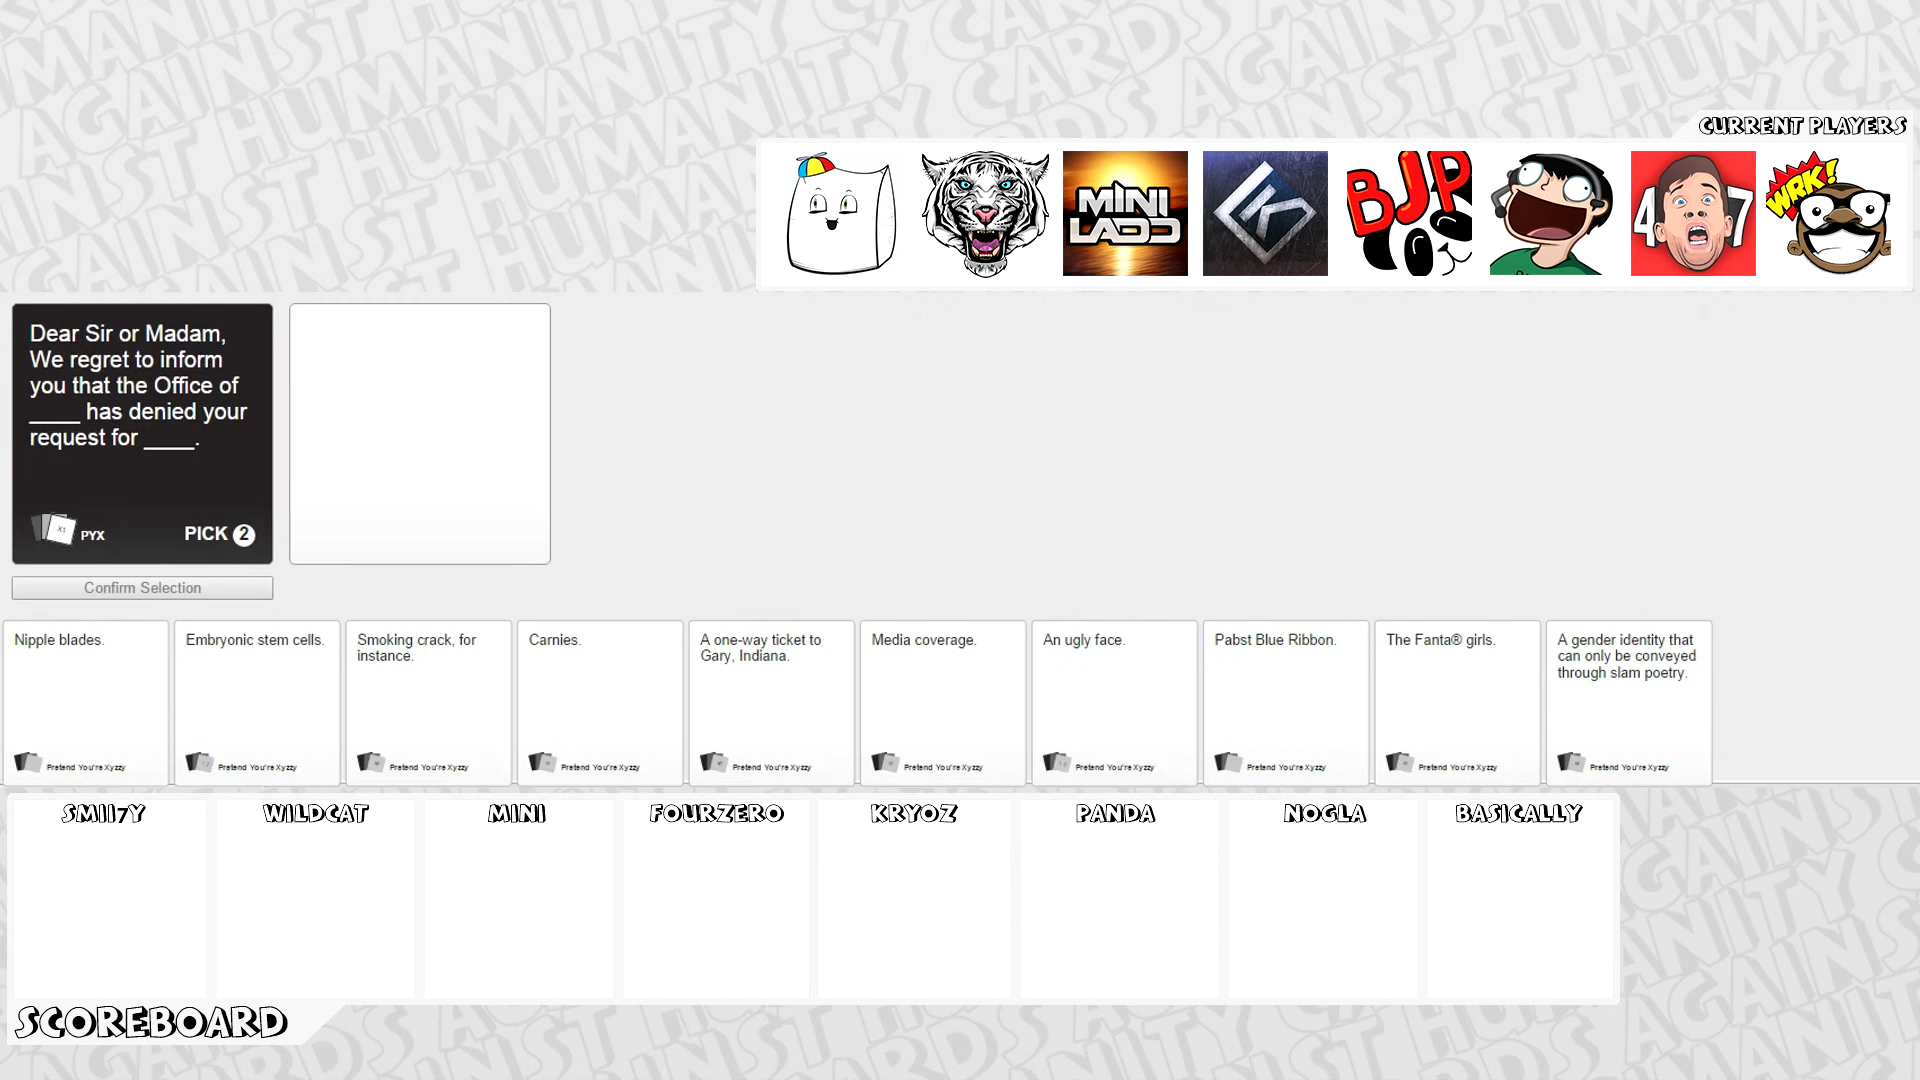 CARDS AGAINST HUMANITY
CURRENT PLAYERS
MINI
LADD
BJP
4 7
WRK!
Dear Sir or Madam,
We regret to inform
you that the Office of
____ has denied your
request for ____.
PYX
PICK 2
Confirm Selection
Nipple blades.
Pretend You're Xyzzy
Embryonic stem cells.
Pretend You're Xyzzy
Smoking crack, for
instance.
Pretend You're Xyzzy
Carnies.
Pretend You're Xyzzy
A one-way ticket to
Gary, Indiana.
Pretend You're Xyzzy
Media coverage.
Pretend You're Xyzzy
An ugly face.
Pretend You're Xyzzy
Pabst Blue Ribbon.
Pretend You're Xyzzy
The Fanta® girls.
Pretend You're Xyzzy
A gender identity that
can only be conveyed
through slam poetry.
Pretend You're Xyzzy
SMII7Y
WILDCAT
MINI
FOURZERO
KRYOZ
PANDA
NOGLA
BASICALLY
SCOREBOARD